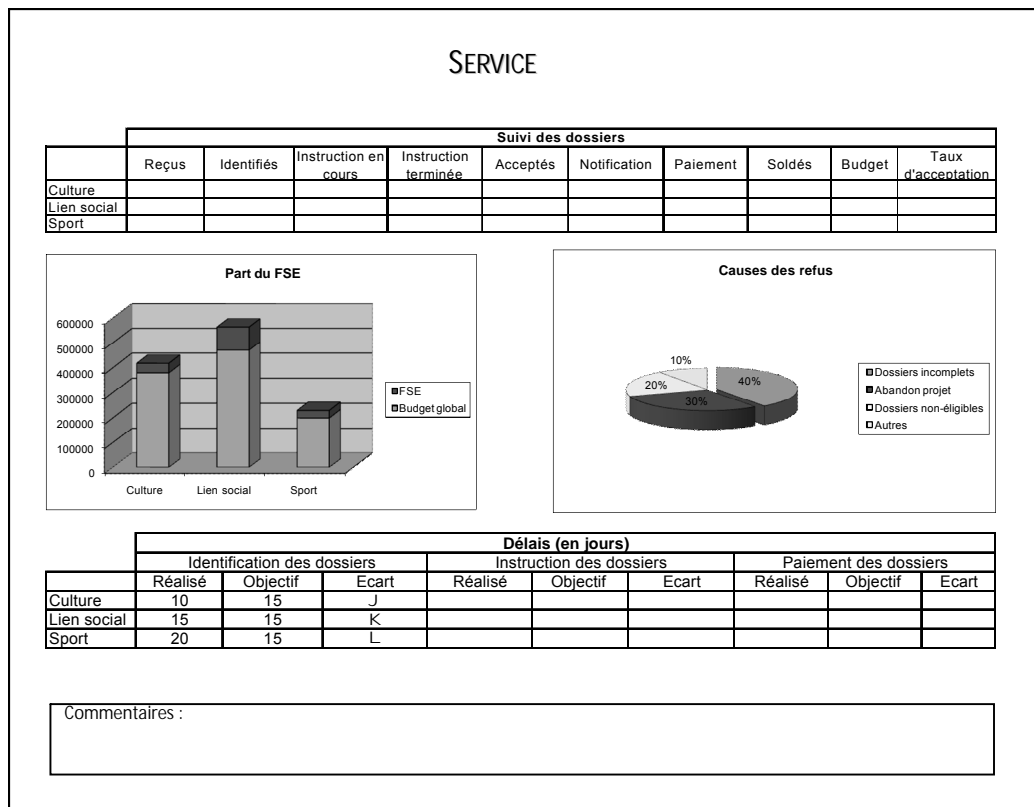 SERVICE
Suivi des dossiers
Reçus Identifiés Instruction en cours Instruction terminée Acceptés Notification Paiement Soldés Budget Taux d'acceptation
Culture
Lien social
Sport
Part du FSE
600000
500000
400000
300000
200000
100000
0
Culture Lien social Sport
FSE
Budget global
Causes des refus
10%
20%
40%
30%
Dossiers incomplets
Abandon projet
Dossiers non-éligibles
Autres
Délais (en jours)
Identification des dossiers Instruction des dossiers Paiement des dossiers
Réalisé Objectif Ecart Réalisé Objectif Ecart Réalisé Objectif Ecart
Culture 10 15 J
Lien social 15 15 K
Sport 20 15 L
Commentaires :